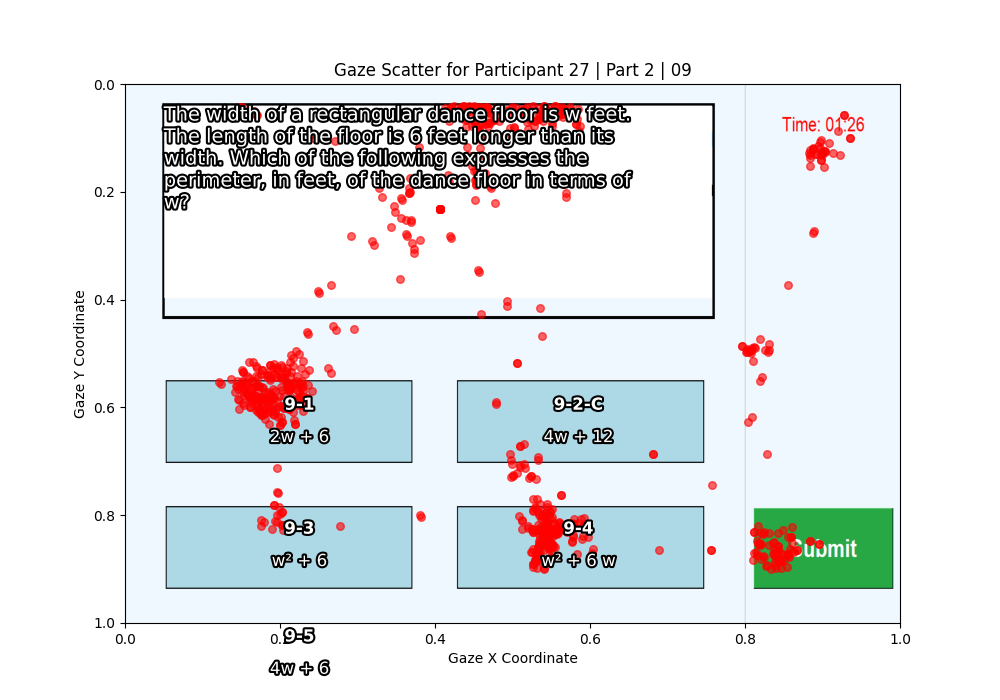 Gaze Scatter for Participant 27 | Part 2 | 09
The width of a rectangular dance floor is w feet.
The length of the floor is 6 feet longer than its
width. Which of the following expresses the
perimeter, in feet, of the dance floor in terms of
w?
Time: 01:26
9-1
2w + 6
9-2-C
4w + 12
9-3
w² + 6
9-4
w² + 6 w
Submit
9-5
4w + 6
Gaze X Coordinate
Gaze Y Coordinate
0.0
0.2
0.4
0.6
0.8
1.0
0.0
0.2
0.4
0.6
0.8
1.0